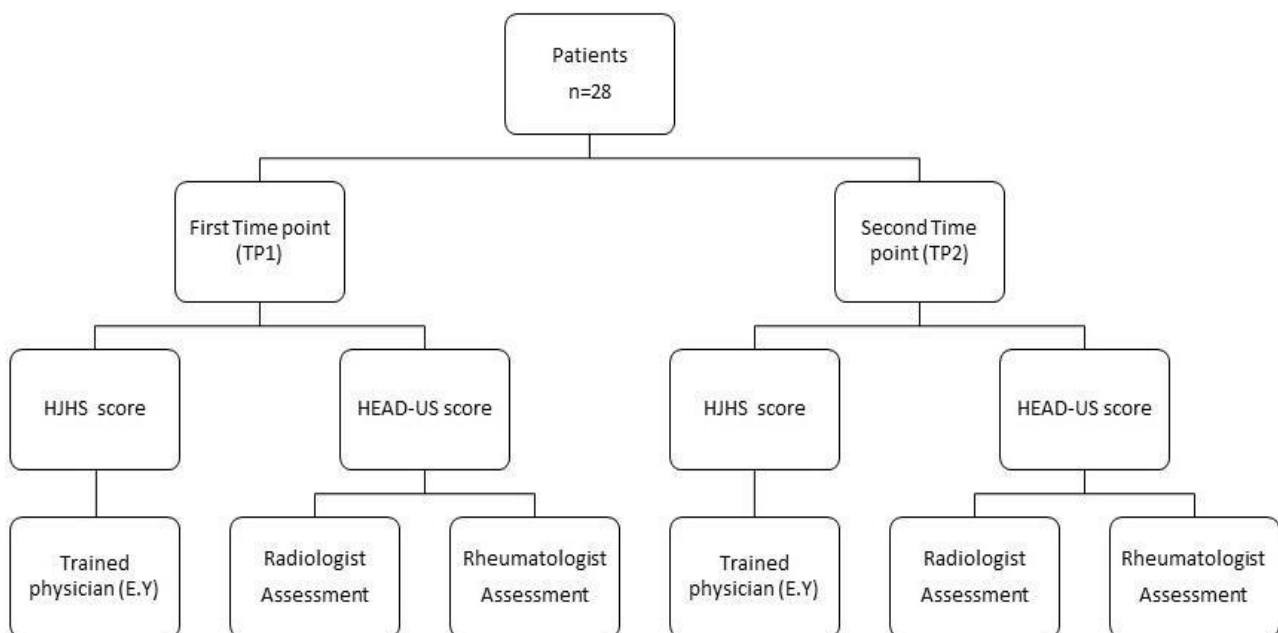 Patients
n=28
First Time point
(TP1)
Second Time
point (TP2)
HJHS score
HEAD-US score
HJHS score
HEAD-US score
Trained
physician (E.Y)
Radiologist
Assessment
Rheumatologist
Assessment
Trained
physician (E.Y)
Radiologist
Assessment
Rheumatologist
Assessment